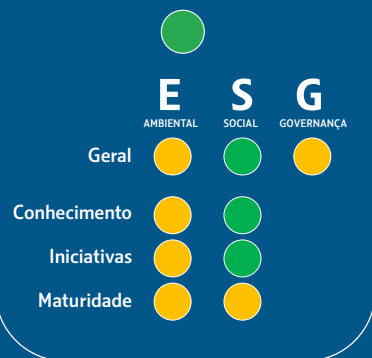 E S G
AMBIENTAL SOCIAL GOVERNANÇA
Geral
Conhecimento
Iniciativas
Maturidade